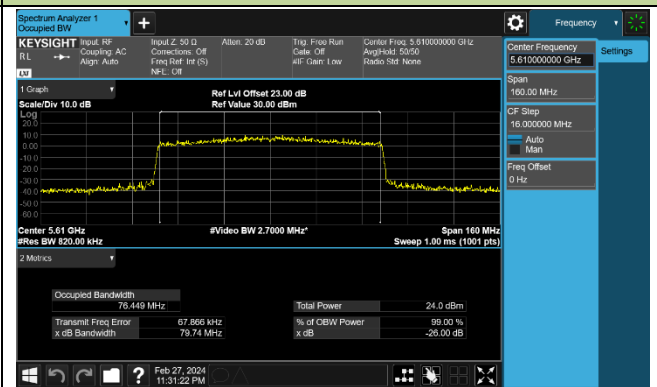 Spectrum Analyzer 1
Occupied BW
Frequency
KEYSIGHT
RL
LXI
Input: RF
Coupling: AC
Align: Auto
Input Z: 50 Ω
Corrections: Off
Freq Ref: Int (S)
NFE: Off
Atten: 20 dB
Trig: Free Run
Gate: Off
#IF Gain: Low
Center Freq: 5.610000000 GHz
Avg|Hold: 50/50
Radio Std: None
Center Frequency
5.610000000 GHz
Settings
Span
160.00 MHz
CF Step
16.000000 MHz
Auto
Man
Freq Offset
0 Hz
1 Graph
Scale/Div 10.0 dB
Ref Lvl Offset 23.00 dB
Ref Value 30.00 dBm
Log
20.0
10.0
0.00
-10.0
-20.0
-30.0
-40.0
-50.0
-60.0
Center 5.61 GHz
#Res BW 820.00 kHz
#Video BW 2.7000 MHz*
Span 160 MHz
Sweep 1.00 ms (1001 pts)
2 Metrics
Occupied Bandwidth
76.449 MHz
Total Power 24.0 dBm
Transmit Freq Error 67.866 kHz
% of OBW Power 99.00 %
x dB Bandwidth 79.74 MHz
x dB -26.00 dB
?
Feb 27, 2024
11:31:22 PM